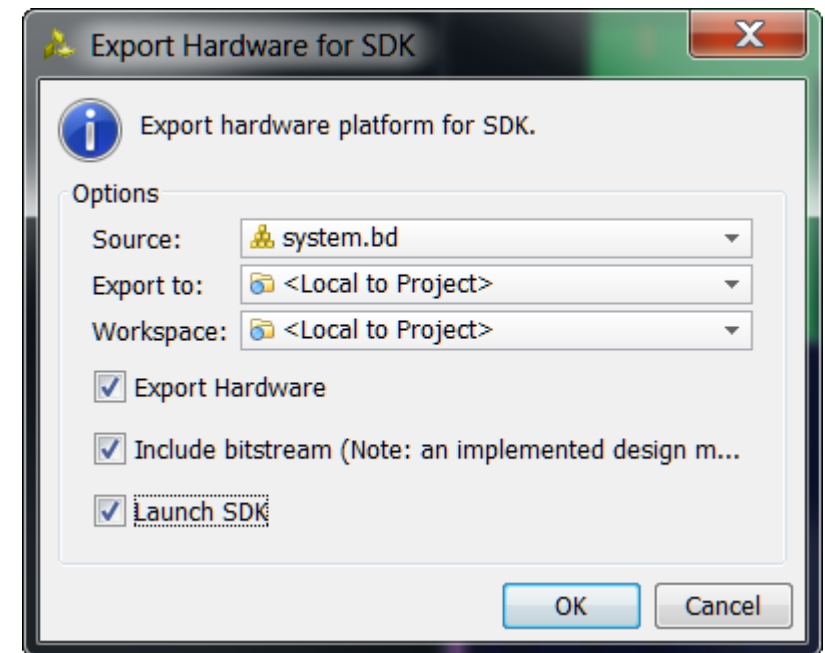 Export Hardware for SDK
Export hardware platform for SDK.
Options
Source: system.bd
Export to: <Local to Project>
Workspace: <Local to Project>
Export Hardware
Include bitstream (Note: an implemented design m...
Launch SDK
OK Cancel